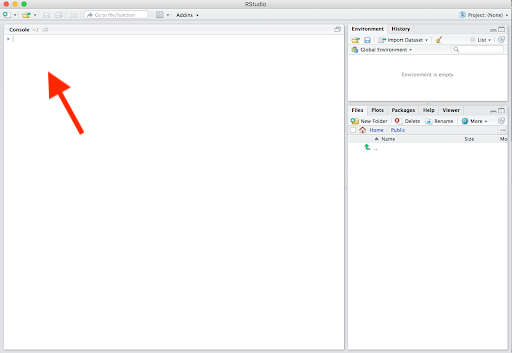 RStudio
Go to file/function Addins Project: (None)
Console ~/
>
Environment History
Import Dataset List
Global Environment
Environment is empty
Files Plots Packages Help Viewer
New Folder Delete Rename More
Home Public
Name Size Mo
..